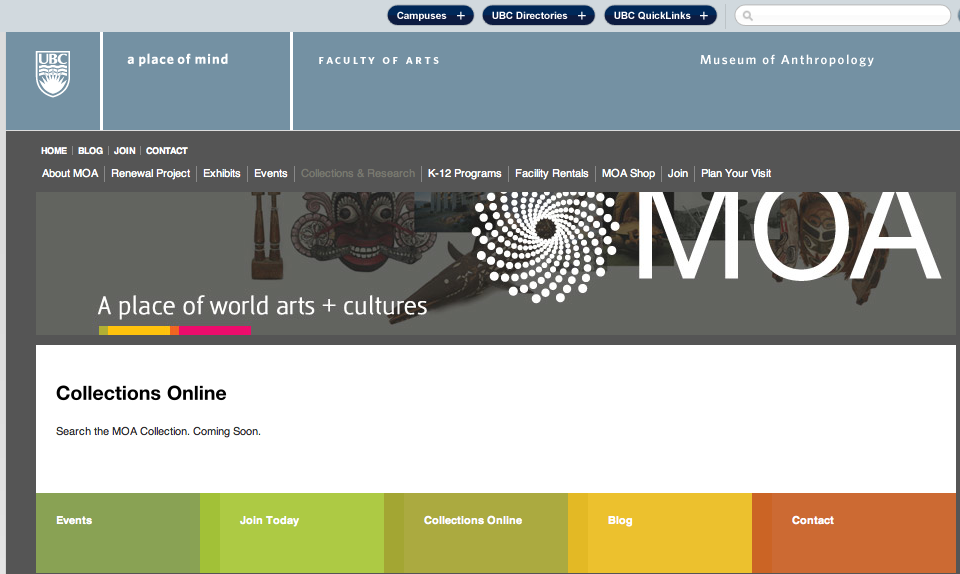 Campuses + UBC Directories + UBC QuickLinks +
UBC a place of mind FACULTY OF ARTS Museum of Anthropology
HOME | BLOG | JOIN | CONTACT
About MOA | Renewal Project | Exhibits | Events | Collections & Research | K-12 Programs | Facility Rentals | MOA Shop | Join | Plan Your Visit
MOA
A place of world arts + cultures
Collections Online
Search the MOA Collection. Coming Soon.
Events Join Today Collections Online Blog Contact